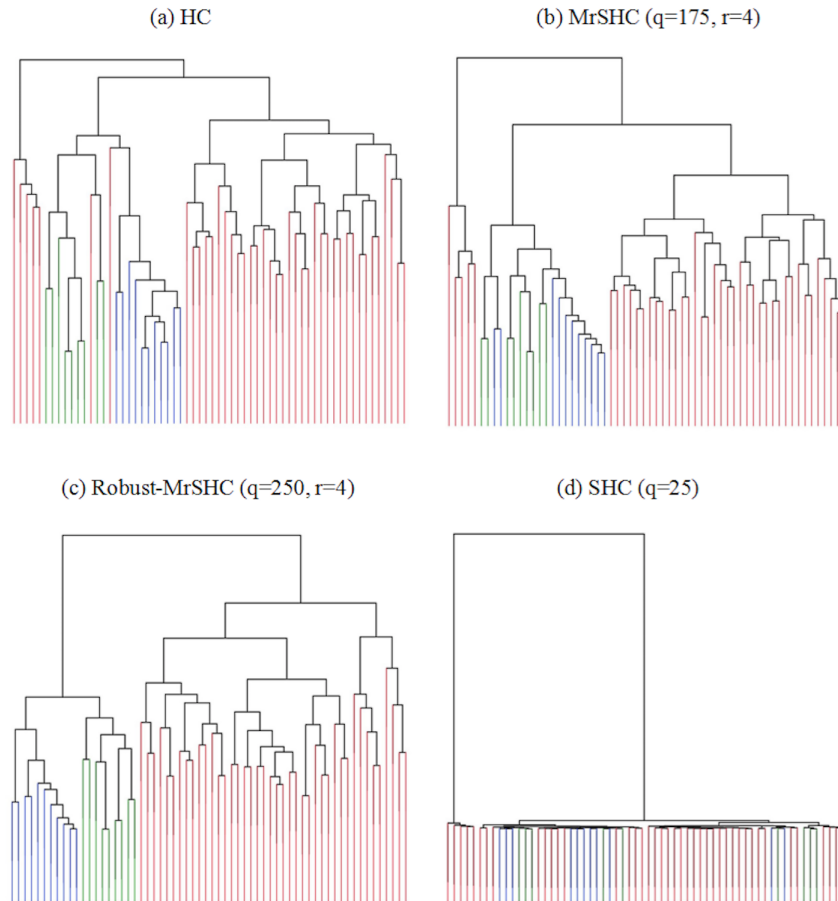 (a) HC
(b) MrSHC (q=175, r=4)
(c) Robust-MrSHC (q=250, r=4)
(d) SHC (q=25)